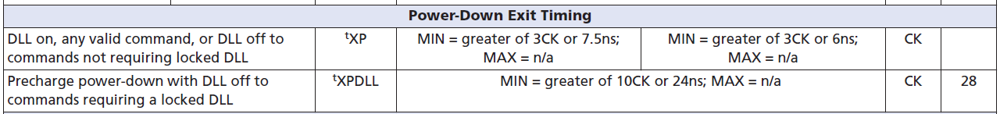 Power-Down Exit Timing
DLL on, any valid command, or DLL off to
commands not requiring locked DLL
tXP
MIN = greater of 3CK or 7.5ns;
MAX = n/a
MIN = greater of 3CK or 6ns;
MAX = n/a
CK
Precharge power-down with DLL off to
commands requiring a locked DLL
tXPDLL
MIN = greater of 10CK or 24ns; MAX = n/a
CK
28